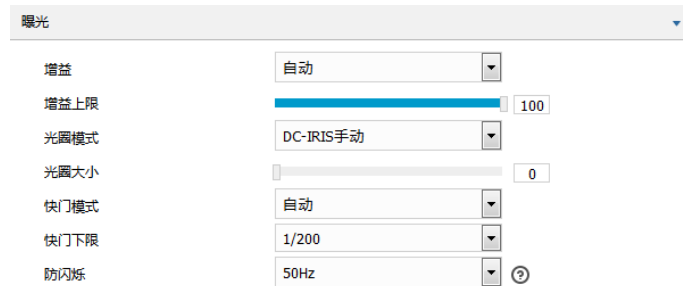 曝光
增益 自动
增益上限 100
光圈模式 DC-IRIS手动
光圈大小 0
快门模式 自动
快门下限 1/200
防闪烁 50Hz ?